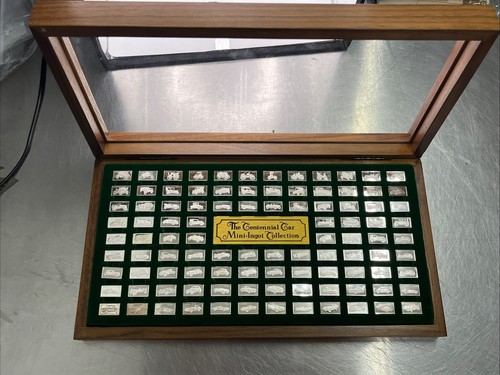 The Centennial Car
Mini-Ingot Collection